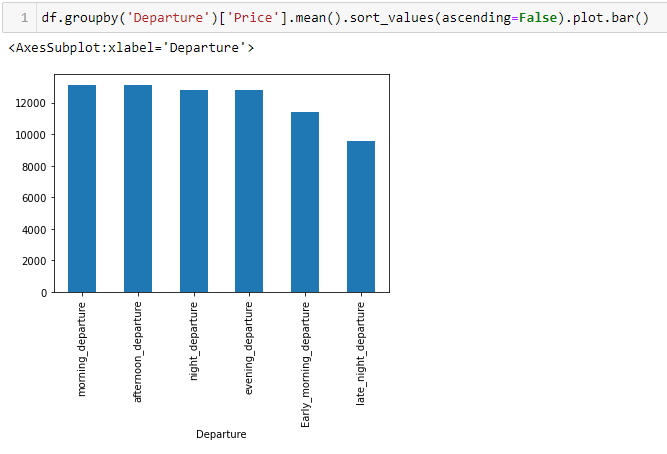 1 df.groupby('Departure')['Price'].mean().sort_values(ascending=False).plot.bar()
<AxesSubplot:xlabel='Departure'>
12000
10000
8000
6000
4000
2000
0
morning_departure
afternoon_departure
night_departure
evening_departure
Early_morning_departure
late_night_departure
Departure